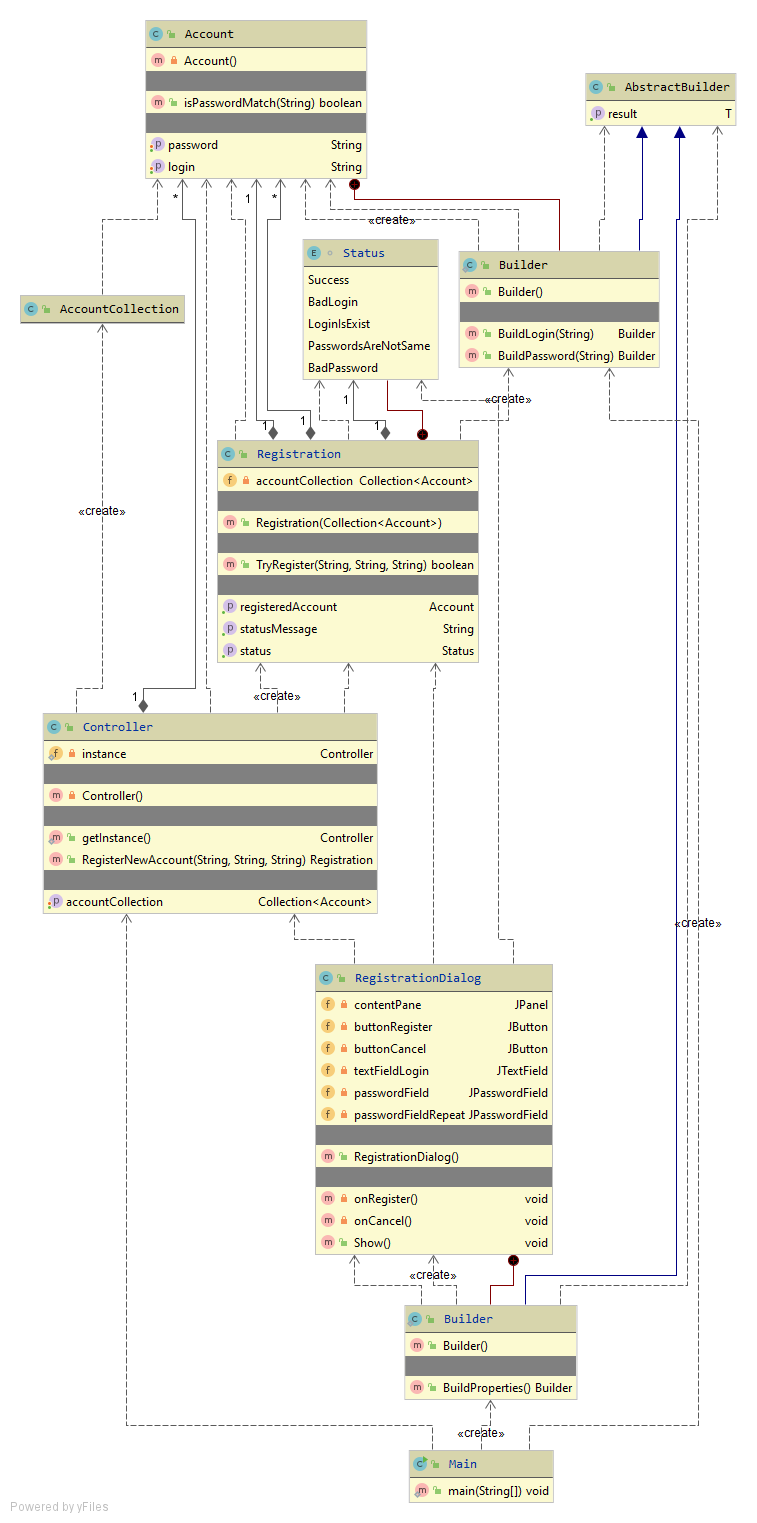 Account
Account()
isPasswordMatch(String) boolean
password String
login String
AbstractBuilder
result T
* 1 *
«create»
Status
Success
BadLogin
LoginIsExist
PasswordsAreNotSame
BadPassword
Builder
Builder()
BuildLogin(String) Builder
BuildPassword(String) Builder
AccountCollection
«create»
1
1 1 1
Registration
accountCollection Collection<Account>
Registration(Collection<Account>)
TryRegister(String, String, String) boolean
registeredAccount Account
statusMessage String
status Status
«create»
«create»
1
Controller
instance Controller
Controller()
getInstance() Controller
RegisterNewAccount(String, String, String) Registration
accountCollection Collection<Account>
«create»
RegistrationDialog
contentPane JPanel
buttonRegister JButton
buttonCancel JButton
textFieldLogin JTextField
passwordField JPasswordField
passwordFieldRepeat JPasswordField
RegistrationDialog()
onRegister() void
onCancel() void
Show() void
«create»
Builder
Builder()
BuildProperties() Builder
«create»
Main
main(String[]) void
Powered by yFiles